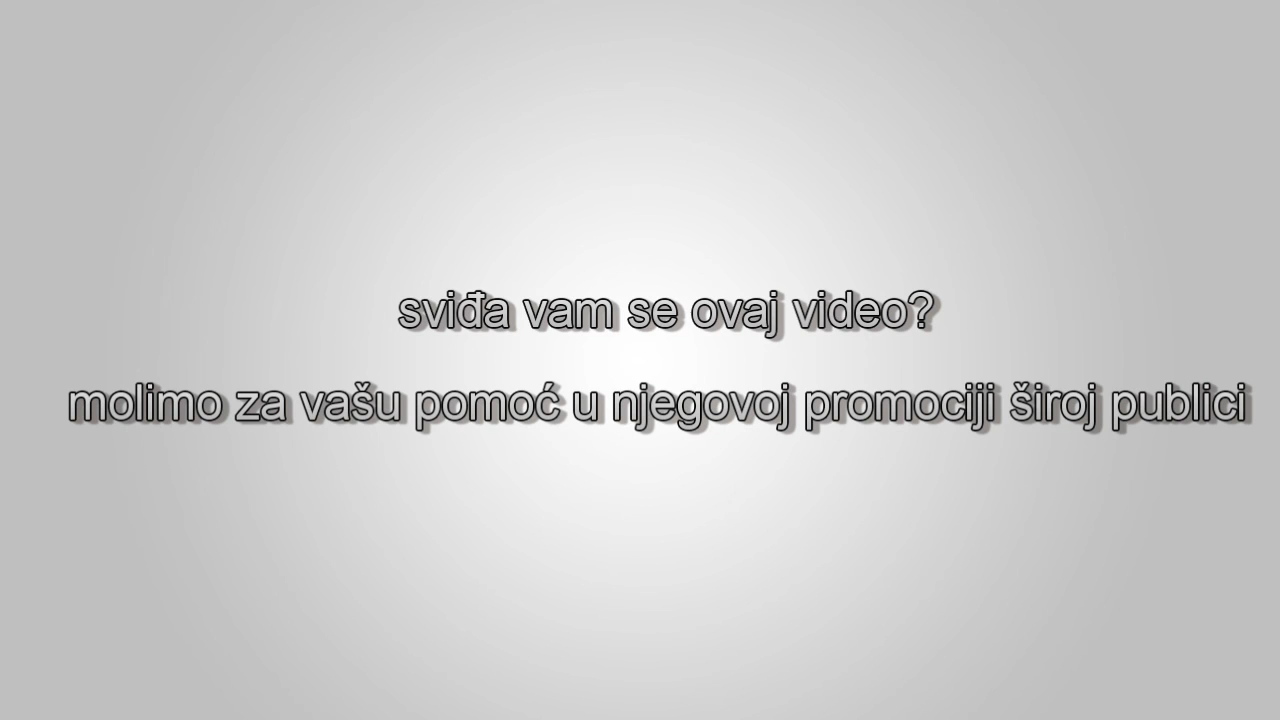 sviđa vam se ovaj video?
molimo za vašu pomoć u njegovoj promociji široj publici